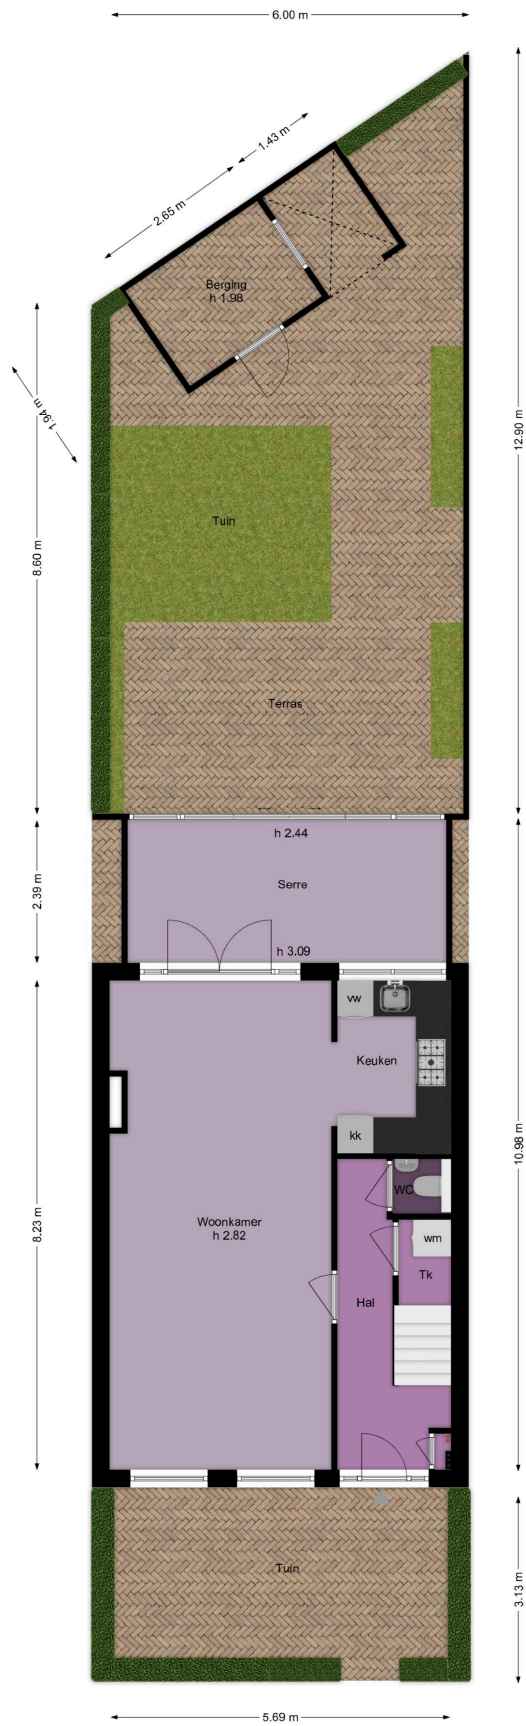 6.00 m
1.43 m
2.65 m
Berging
h 1.98
1.94 m
12.90 m
8.60 m
Tuin
Terras
h 2.44
2.39 m
Serre
h 3.09
vw
Keuken
kk
10.98 m
WC
8.23 m
Woonkamer
h 2.82
wm
Tk
Hal
Tuin
3.13 m
5.69 m